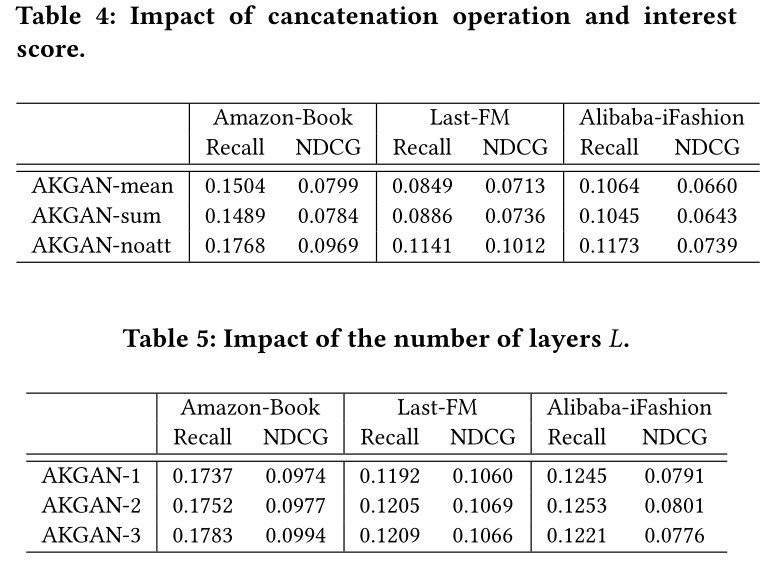 Table 4: Impact of cancatenation operation and interest
score.
Amazon-Book Last-FM Alibaba-iFashion
Recall NDCG Recall NDCG Recall NDCG
AKGAN-mean 0.1504 0.0799 0.0849 0.0713 0.1064 0.0660
AKGAN-sum 0.1489 0.0784 0.0886 0.0736 0.1045 0.0643
AKGAN-noatt 0.1768 0.0969 0.1141 0.1012 0.1173 0.0739
Table 5: Impact of the number of layers L.
Amazon-Book Last-FM Alibaba-iFashion
Recall NDCG Recall NDCG Recall NDCG
AKGAN-1 0.1737 0.0974 0.1192 0.1060 0.1245 0.0791
AKGAN-2 0.1752 0.0977 0.1205 0.1069 0.1253 0.0801
AKGAN-3 0.1783 0.0994 0.1209 0.1066 0.1221 0.0776